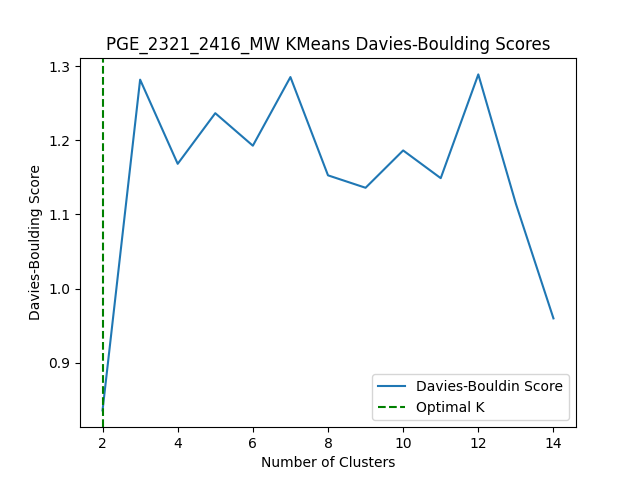 PGE_2321_2416_MW KMeans Davies-Boulding Scores
1.3
1.2
1.1
1.0
0.9
Davies-Boulding Score
Davies-Bouldin Score
Optimal K
2 4 6 8 10 12 14
Number of Clusters